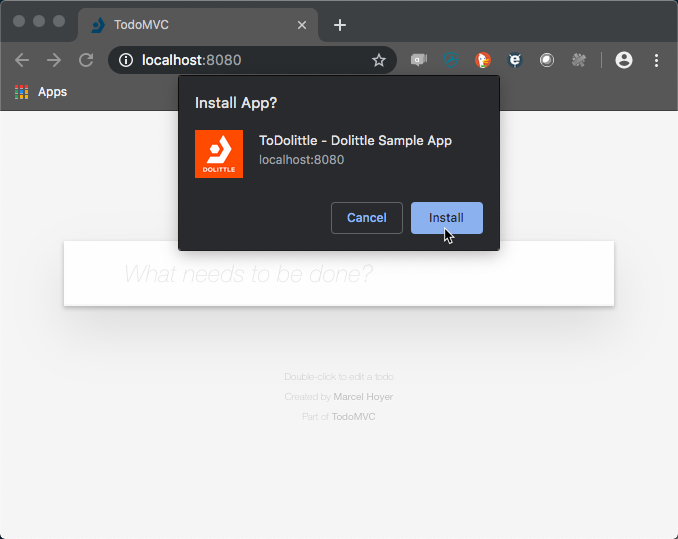 TodoMVC
localhost:8080
Apps
Install App?
ToDolittle - Dolittle Sample App
localhost:8080
DOLITTLE
Cancel
Install
What needs to be done?
Double-click to edit a todo
Created by Marcel Hoyer
Part of TodoMVC